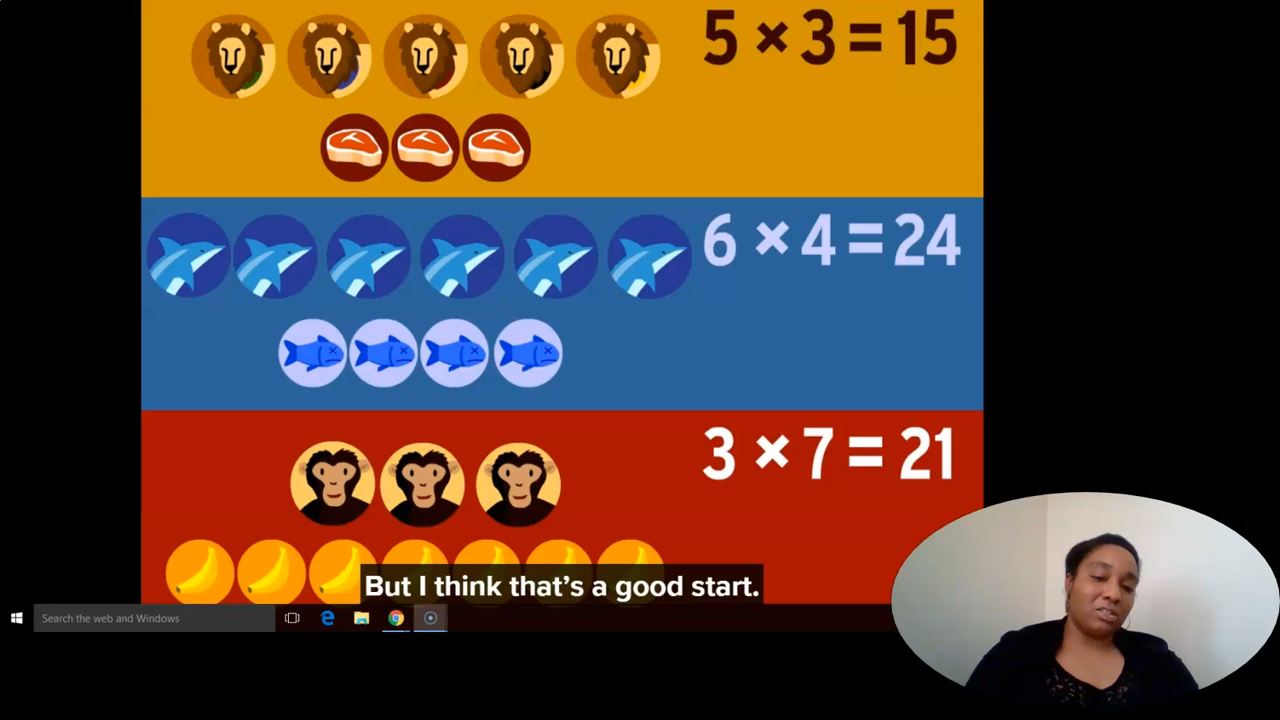 5 × 3 = 15
6 × 4 = 24
3 × 7 = 21
But I think that’s a good start.
Search the web and Windows